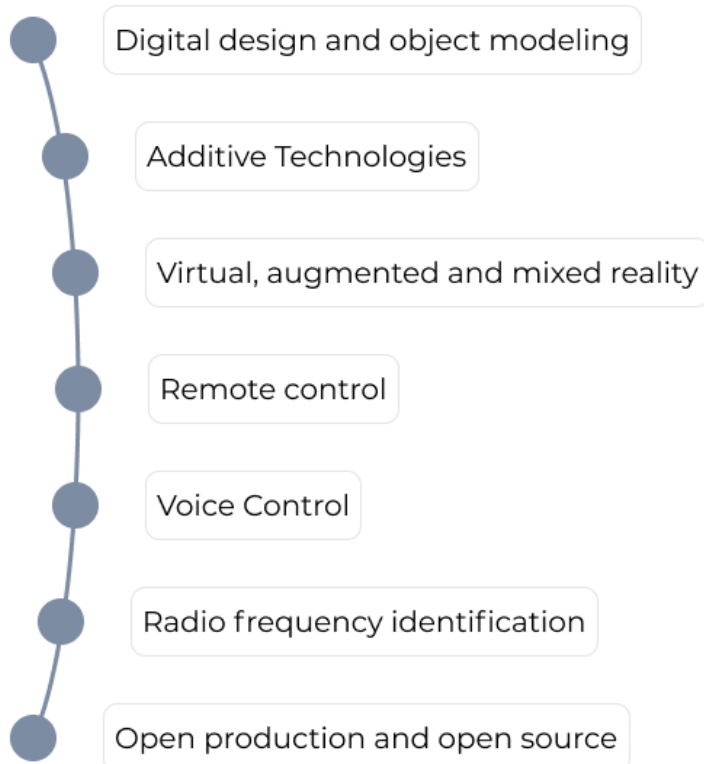 Digital design and object modeling
Additive Technologies
Virtual, augmented and mixed reality
Remote control
Voice Control
Radio frequency identification
Open production and open source